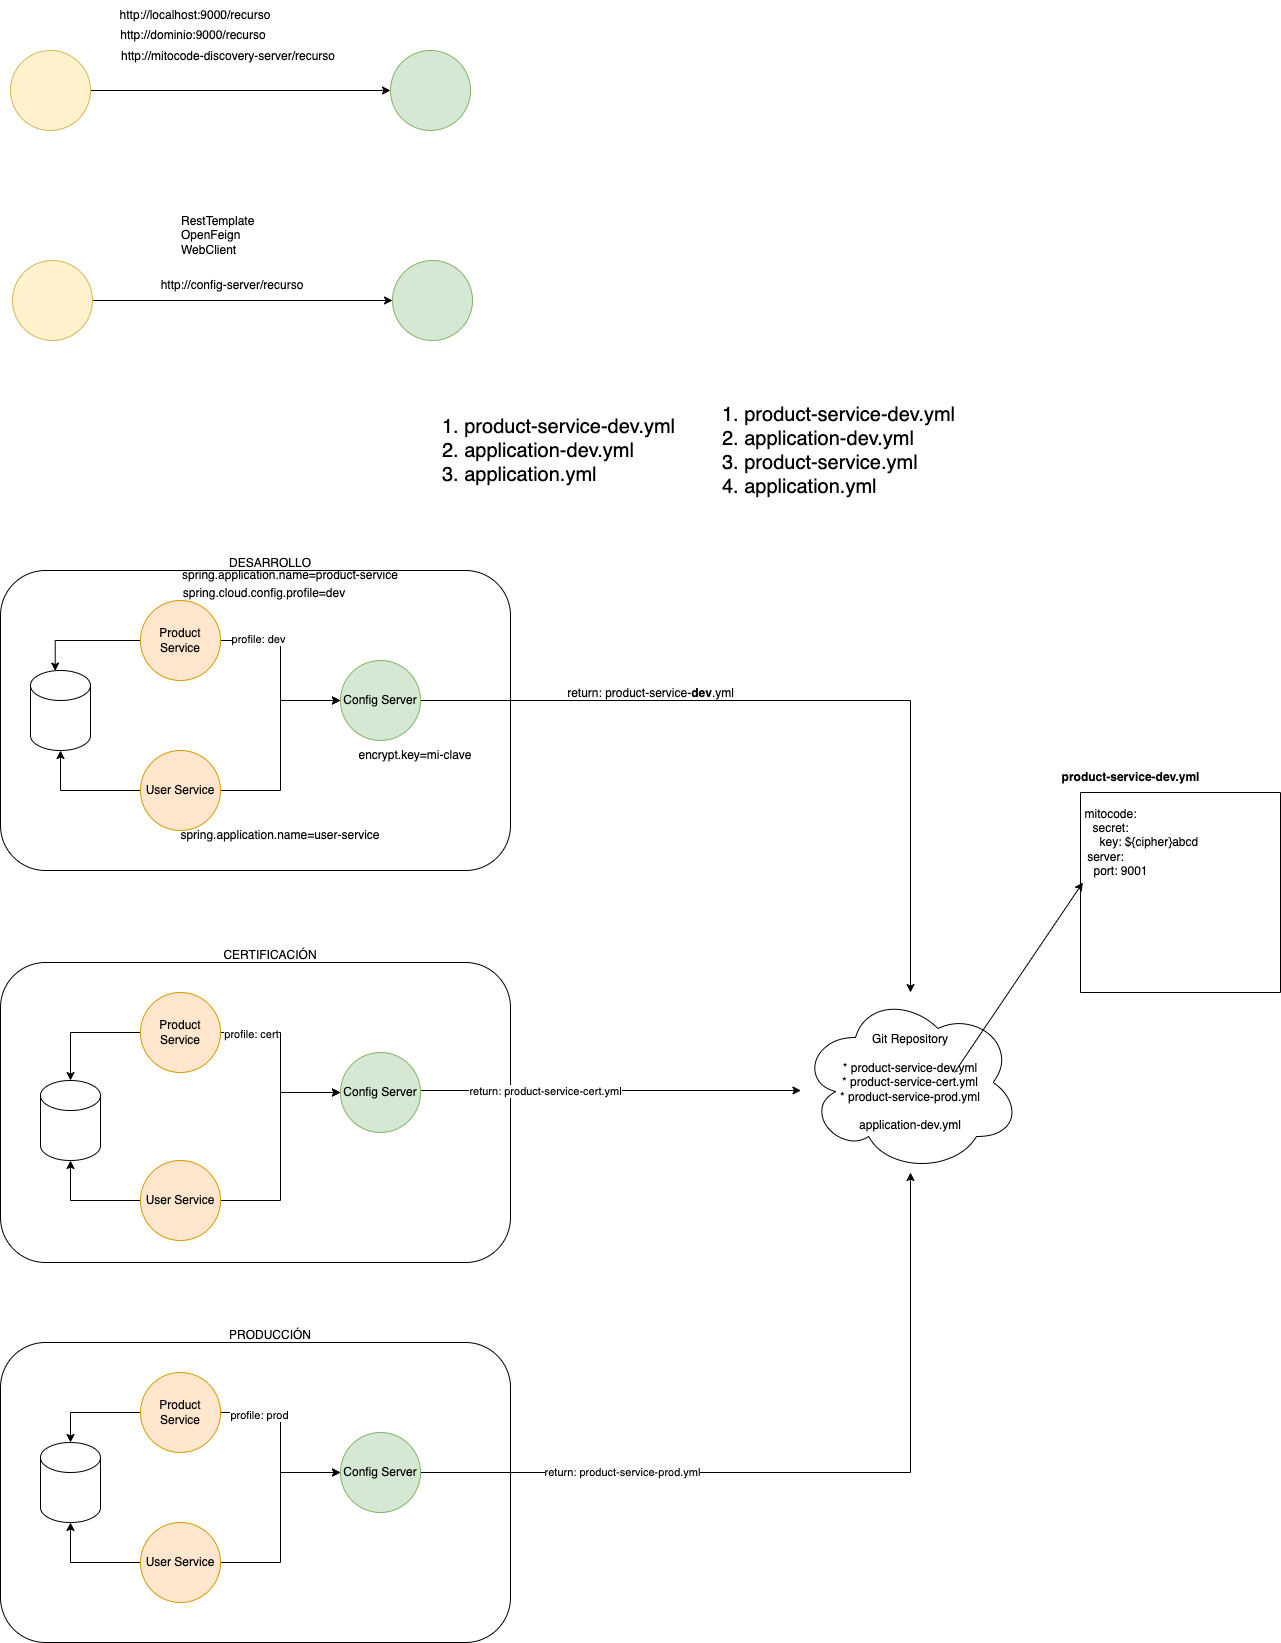 http://localhost:9000/recurso
http://dominio:9000/recurso
http://mitocode-discovery-server/recurso
RestTemplate
OpenFeign
WebClient
http://config-server/recurso
1. product-service-dev.yml
2. application-dev.yml
3. application.yml
1. product-service-dev.yml
2. application-dev.yml
3. product-service.yml
4. application.yml
DESARROLLO
spring.application.name=product-service
spring.cloud.config.profile=dev
Product
Service
profile: dev
Config Server
return: product-service-dev.yml
encrypt.key=mi-clave
User Service
spring.application.name=user-service
product-service-dev.yml
mitocode:
secret:
key: ${cipher}abcd
server:
port: 9001
CERTIFICACIÓN
Product
Service
profile: cert
Config Server
return: product-service-cert.yml
User Service
Git Repository
* product-service-dev.yml
* product-service-cert.yml
* product-service-prod.yml
application-dev.yml
PRODUCCIÓN
Product
Service
profile: prod
Config Server
return: product-service-prod.yml
User Service